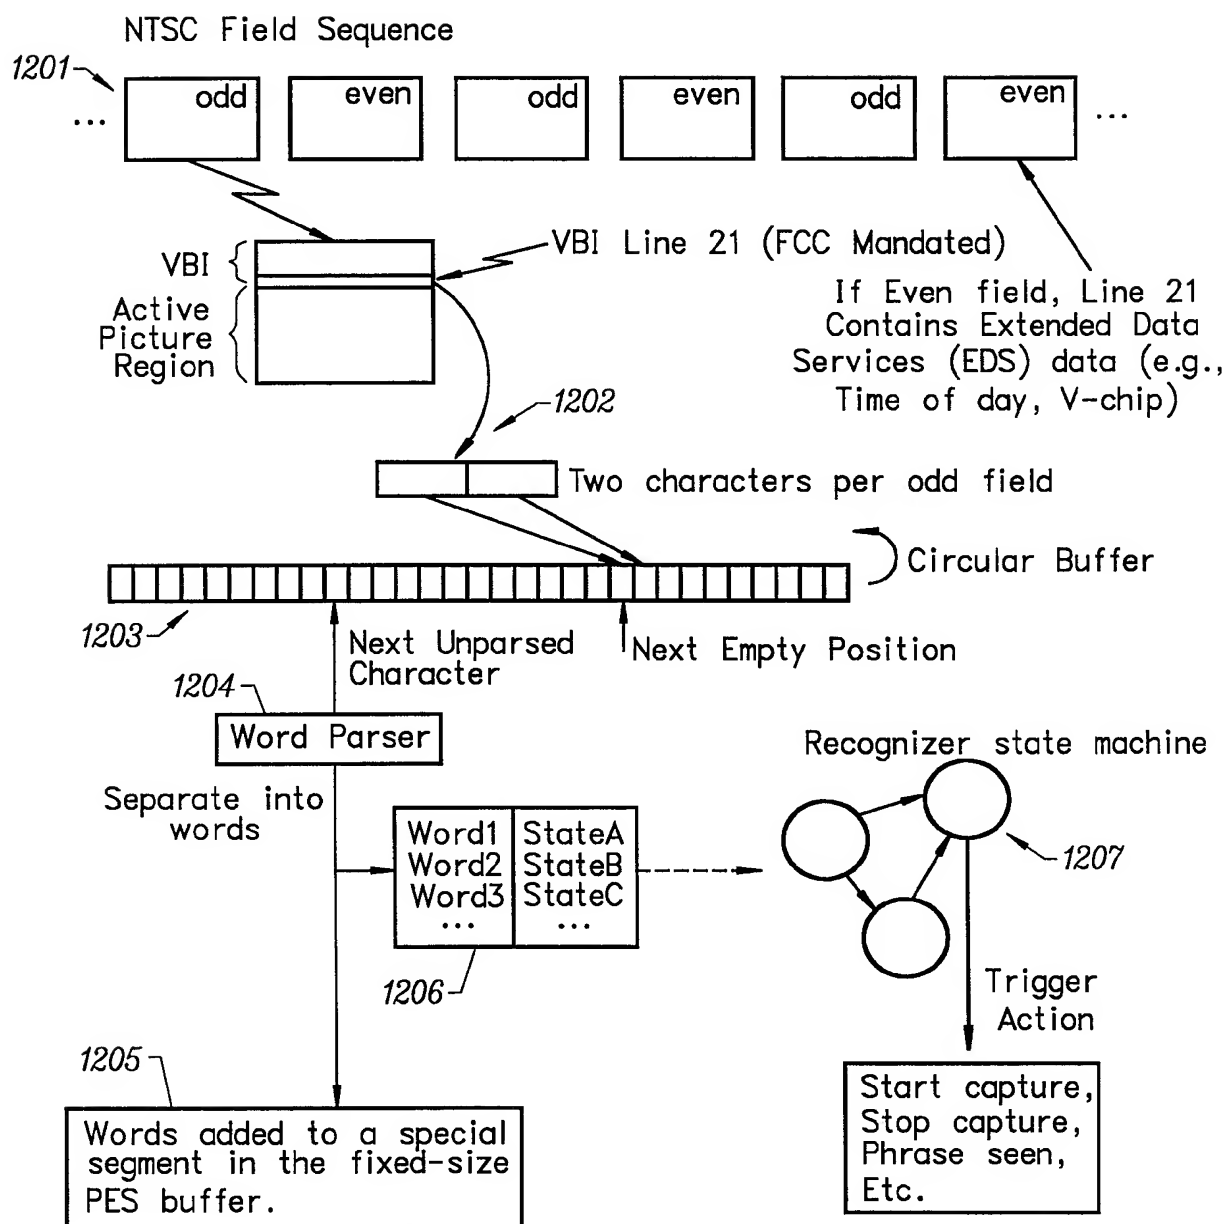 NTSC Field Sequence
1201
... odd even odd even odd even ...
VBI Line 21 (FCC Mandated)
VBI
Active
Picture
Region
If Even field, Line 21
Contains Extended Data
Services (EDS) data (e.g.,
Time of day, V-chip)
1202
Two characters per odd field
Circular Buffer
1203
Next Unparsed
Character
Next Empty Position
1204
Word Parser
Separate into
words
Word1 StateA
Word2 StateB
Word3 StateC
... ...
1206
Recognizer state machine
1207
Trigger
Action
Start capture,
Stop capture,
Phrase seen,
Etc.
1205
Words added to a special
segment in the fixed-size
PES buffer.